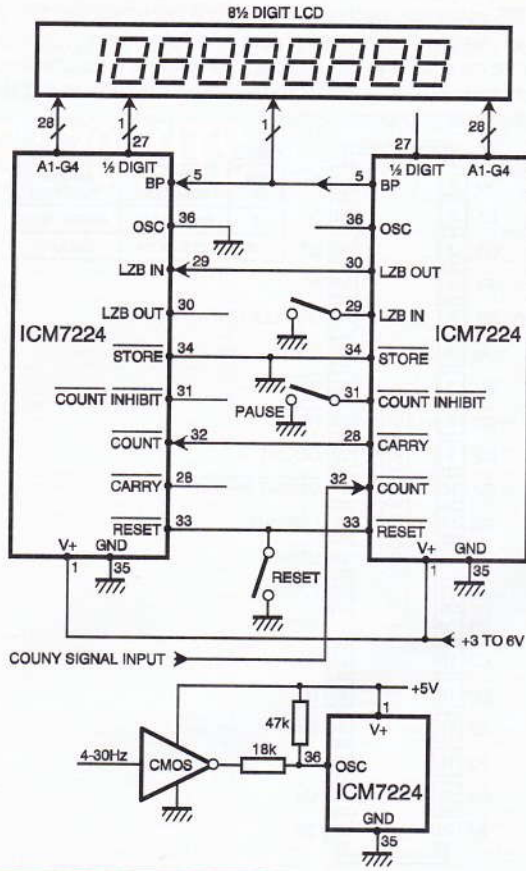 8½ DIGIT LCD
28 1 1 28
27 27
A1-G4 ½ DIGIT ½ DIGIT A1-G4
BP 5 5 BP
OSC 36 36 OSC
LZB IN 29 30 LZB OUT
LZB OUT 30 29 LZB IN
ICM7224 ICM7224
STORE 34 34 STORE
COUNT INHIBIT 31 PAUSE 31 COUNT INHIBIT
COUNT 32 28 CARRY
CARRY 28 32 COUNT
RESET 33 33 RESET
V+ GND V+ GND
1 35 RESET 1 35
+3 TO 6V
COUNY SIGNAL INPUT
+5V
47k 1
V+
4-30Hz CMOS 18k 36 OSC
ICM7224
GND
35